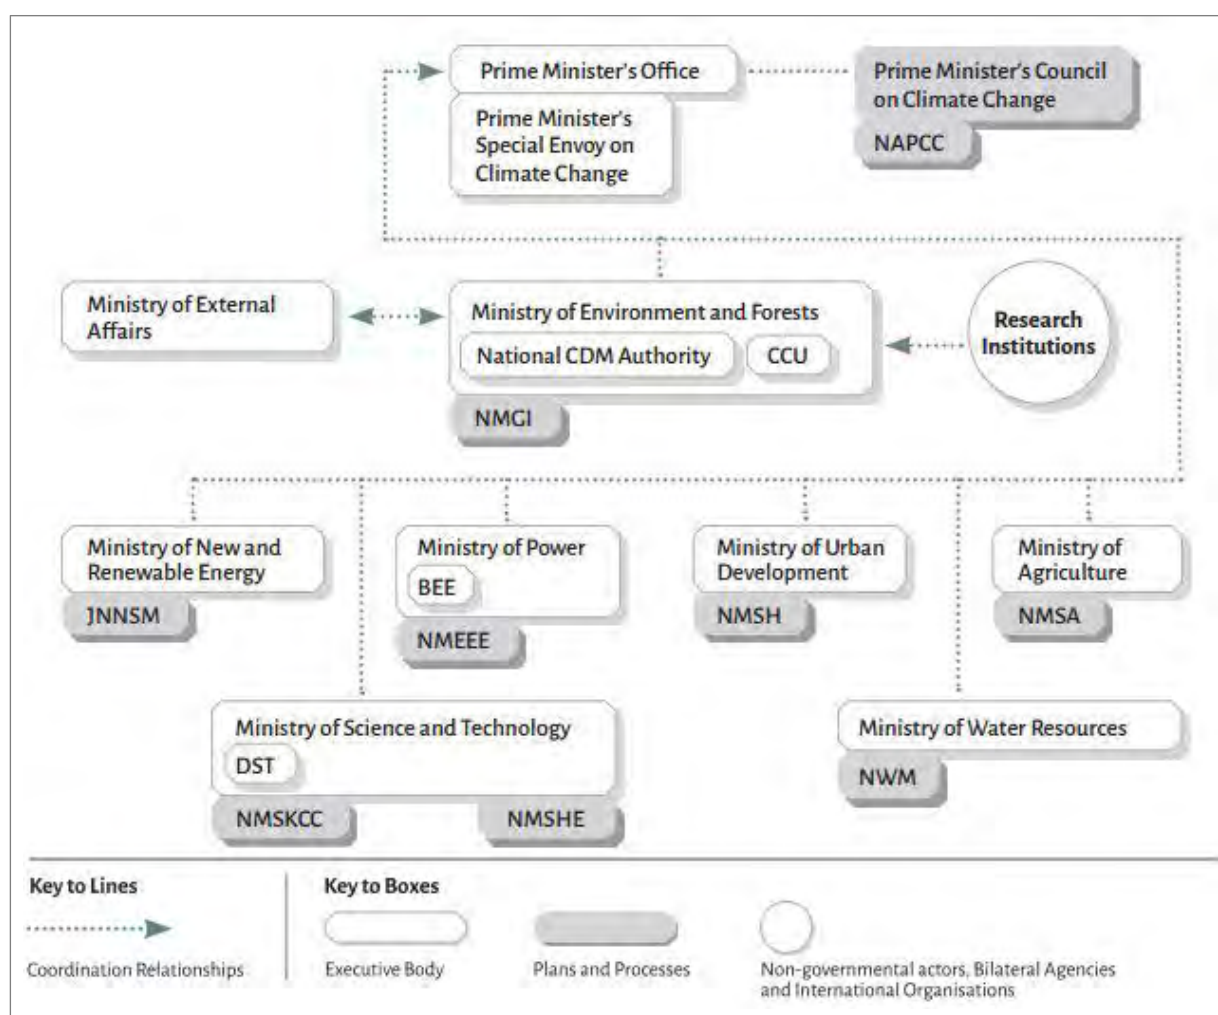 Prime Minister's Office
Prime Minister's
Special Envoy on
Climate Change
Prime Minister's Council
on Climate Change
NAPCC
Ministry of External
Affairs
Ministry of Environment and Forests
National CDM Authority
CCU
NMGI
Research
Institutions
Ministry of New and
Renewable Energy
JNNSM
Ministry of Power
BEE
NMEEE
Ministry of Urban
Development
NMSH
Ministry of
Agriculture
NMSA
Ministry of Science and Technology
DST
NMSKCC
NMSHE
Ministry of Water Resources
NWM
Key to Lines
Coordination Relationships
Key to Boxes
Executive Body
Plans and Processes
Non-governmental actors, Bilateral Agencies
and International Organisations